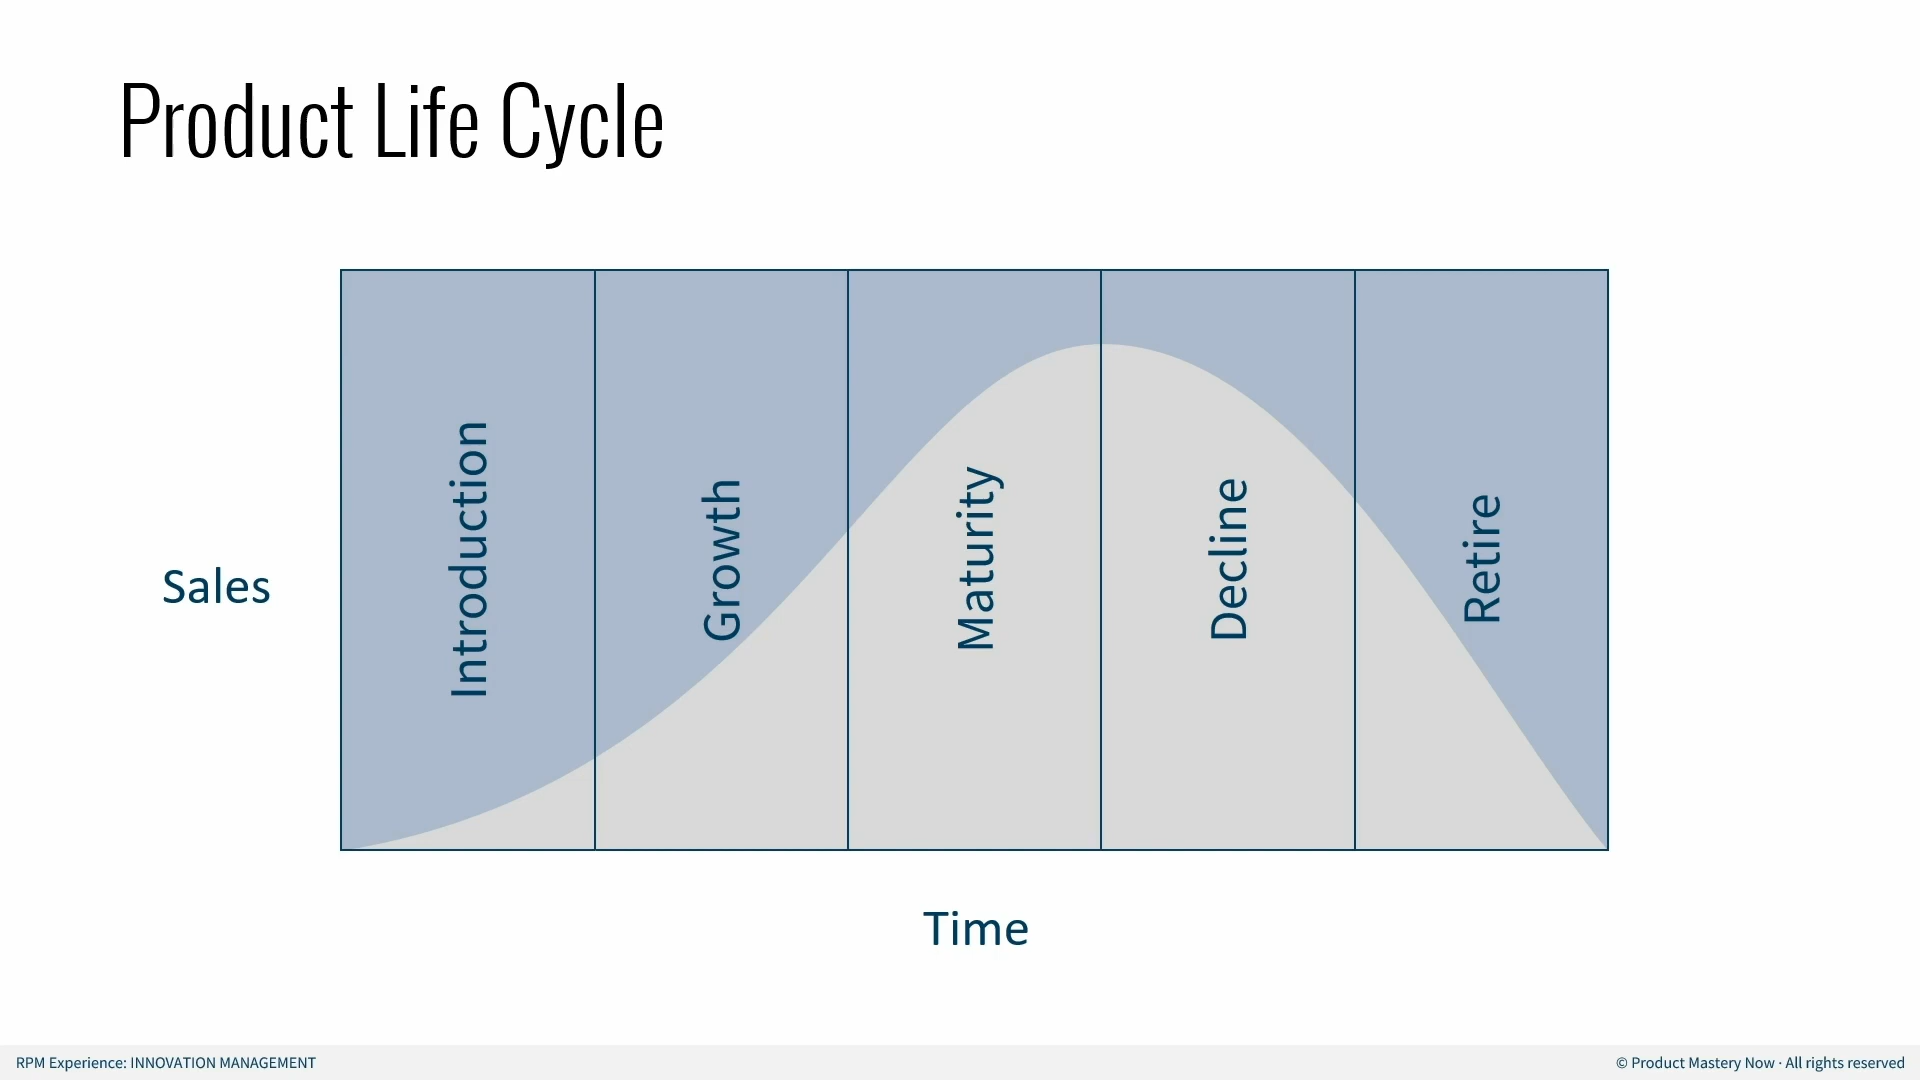 Product Life Cycle
Sales
Introduction
Growth
Maturity
Decline
Retire
Time
RPM Experience: INNOVATION MANAGEMENT
© Product Mastery Now · All rights reserved